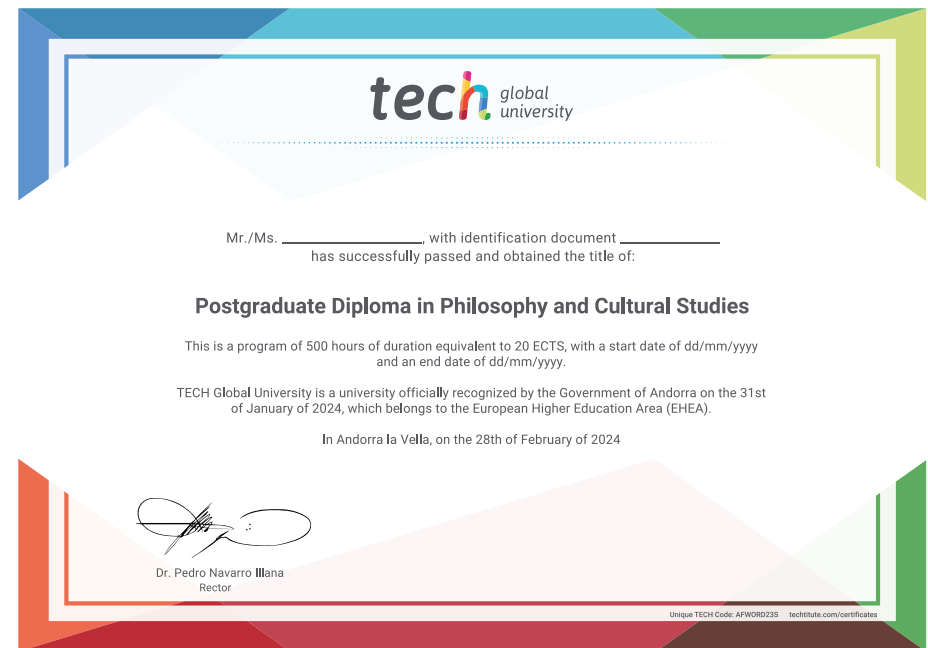 tech global university
Mr./Ms. ____________________, with identification document ______________
has successfully passed and obtained the title of:
Postgraduate Diploma in Philosophy and Cultural Studies
This is a program of 500 hours of duration equivalent to 20 ECTS, with a start date of dd/mm/yyyy
and an end date of dd/mm/yyyy.
TECH Global University is a university officially recognized by the Government of Andorra on the 31st
of January of 2024, which belongs to the European Higher Education Area (EHEA).
In Andorra la Vella, on the 28th of February of 2024
Dr. Pedro Navarro Illana
Rector
Unique TECH Code: AFWORD23S techtitute.com/certificates